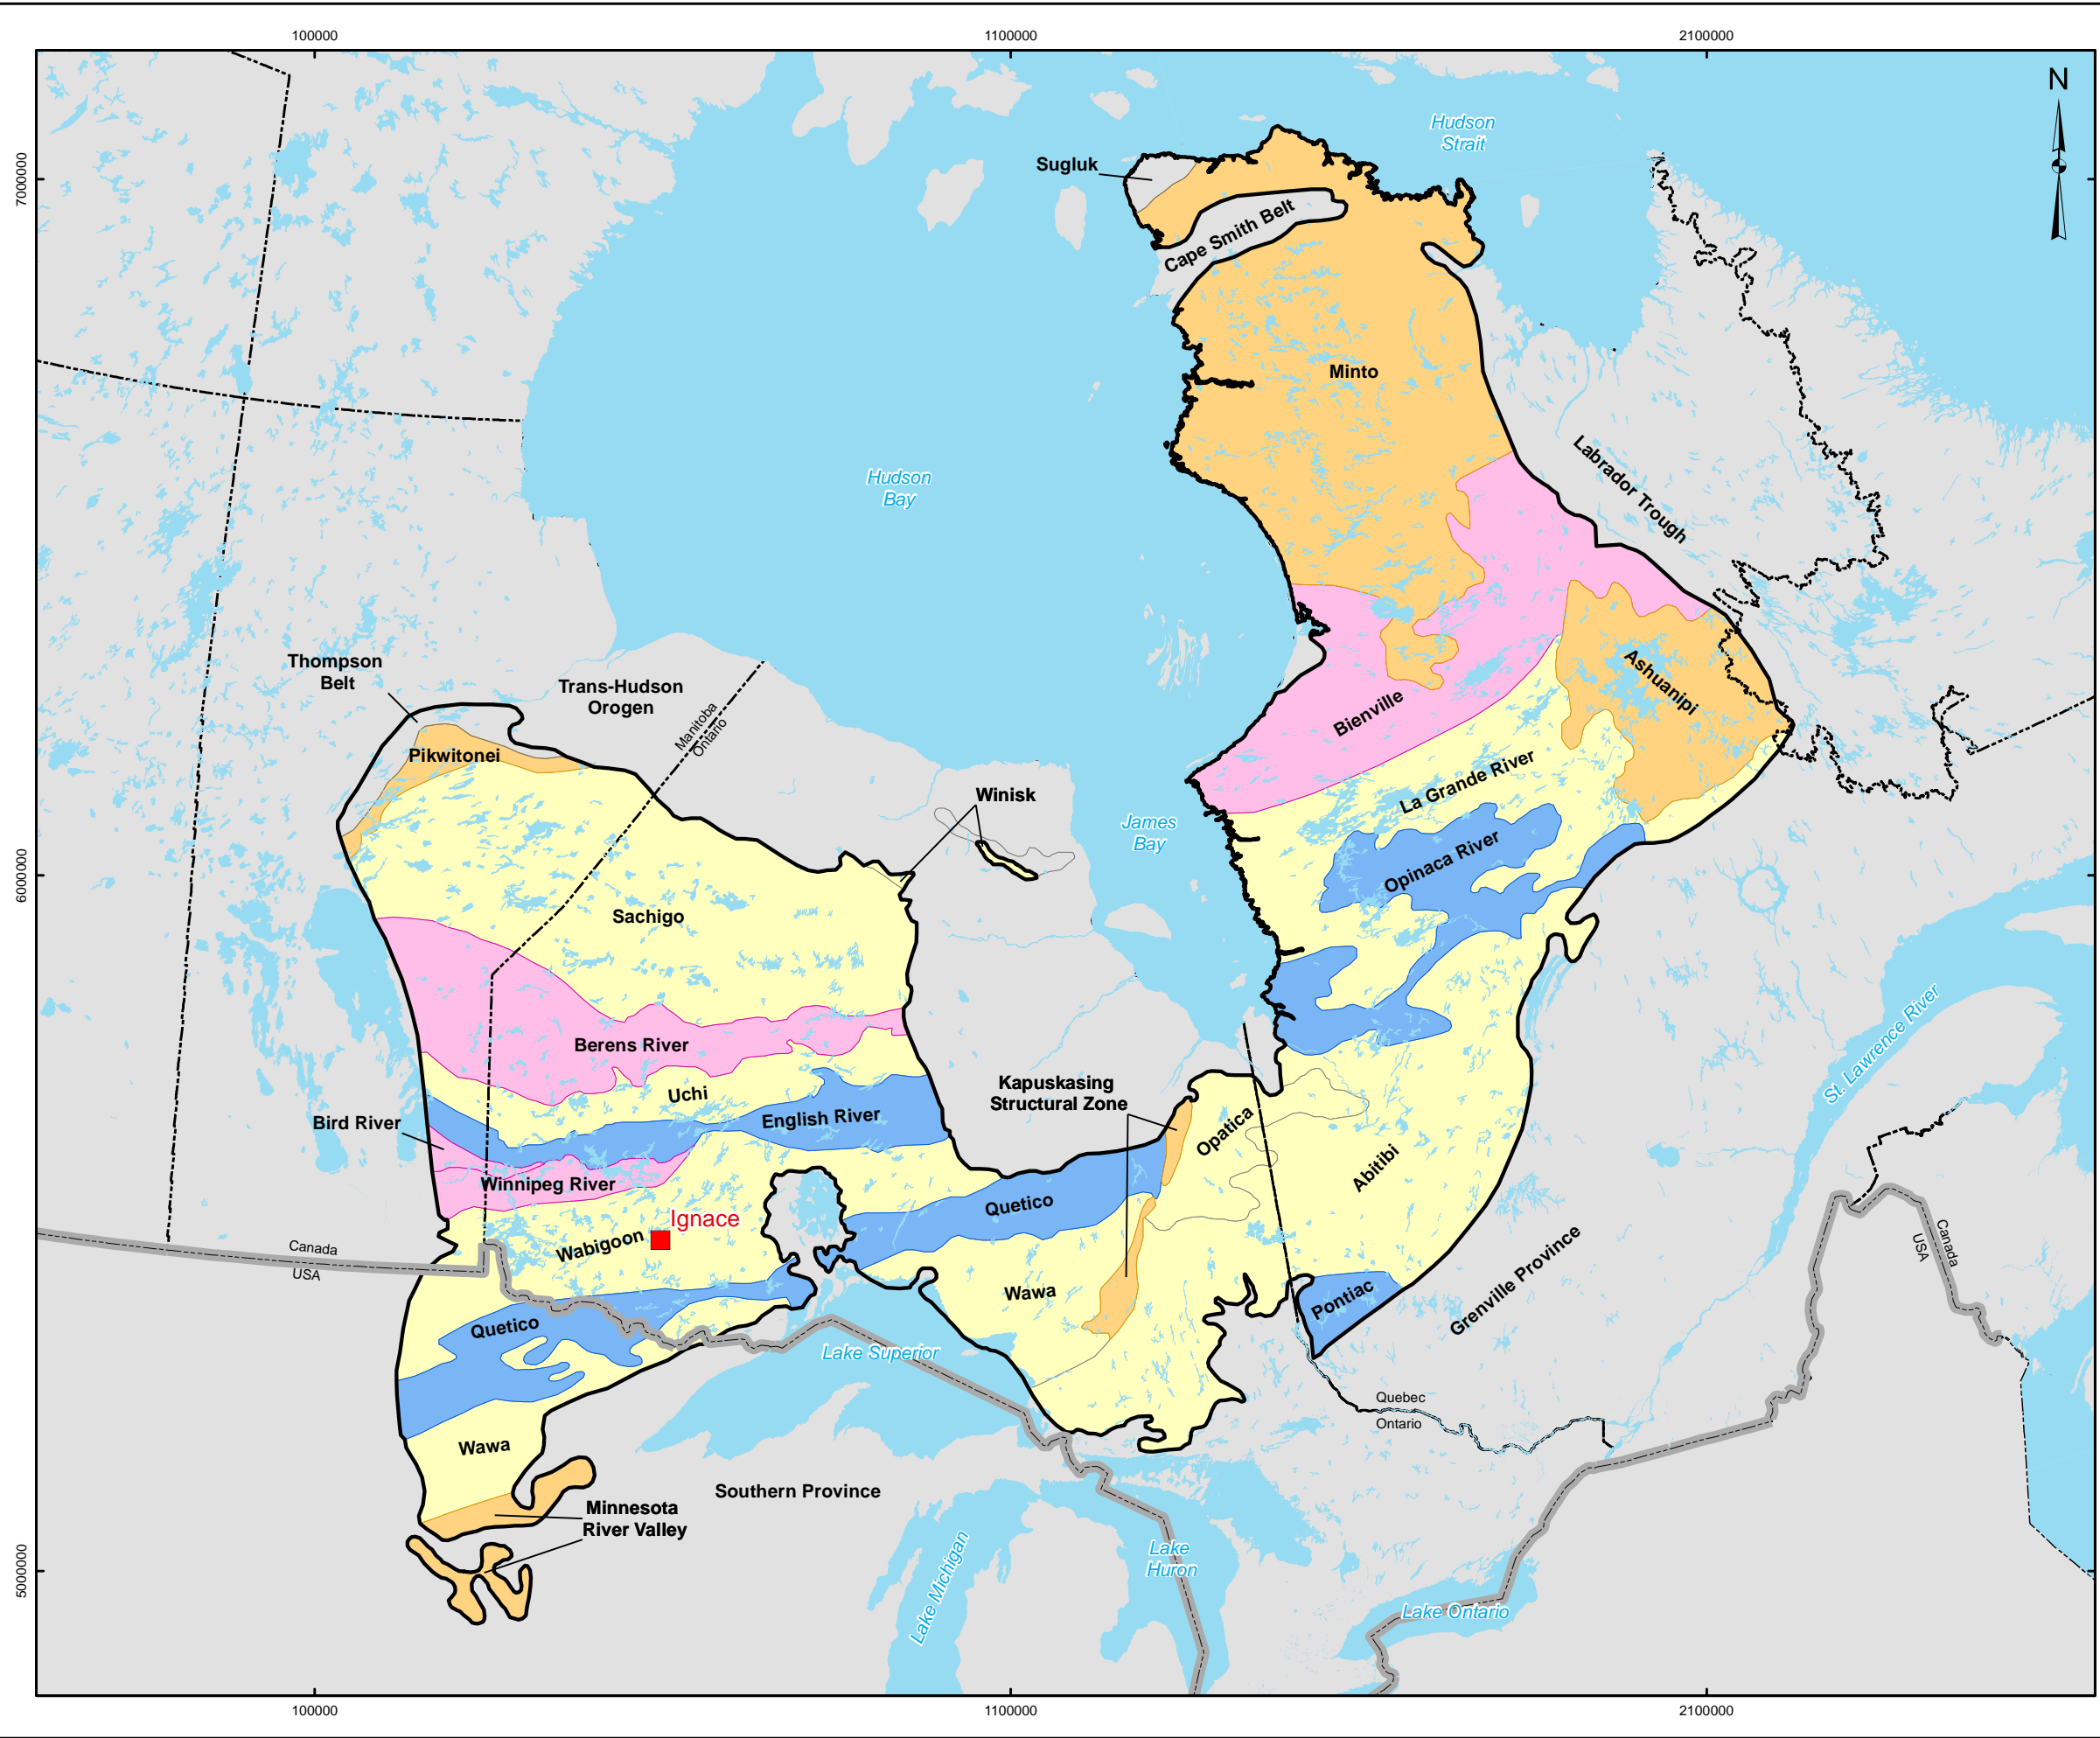 100000
1100000
2100000
N
7000000
6000000
5000000
Hudson
Strait
Sugluk
Cape Smith Belt
Minto
Hudson
Bay
Labrador Trough
Thompson
Belt
Trans-Hudson
Orogen
Manitoba
Ontario
Ashuanipi
Bienville
Pikwitonei
La Grande River
Winisk
James
Bay
Opinaca River
Sachigo
St. Lawrence River
Berens River
Uchi
English River
Kapuskasing
Structural Zone
Bird River
Opatica
Abitibi
Winnipeg River
Quetico
Ignace
Wabigoon
Canada
USA
Canada
USA
Wawa
Pontiac
Grenville Province
Quetico
Lake Superior
Quebec
Ontario
Wawa
Southern Province
Minnesota
River Valley
Lake Michigan
Lake
Huron
Lake Ontario
100000
1100000
2100000